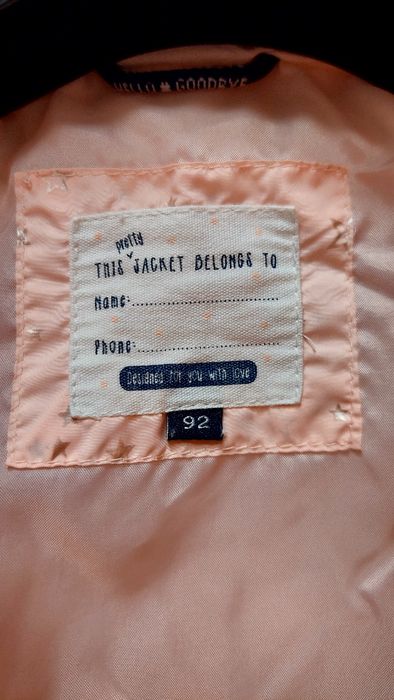 HELLO # GOODBYE
pretty
THIS JACKET BELONGS TO
Name:
Phone:
Designed for you with love
92